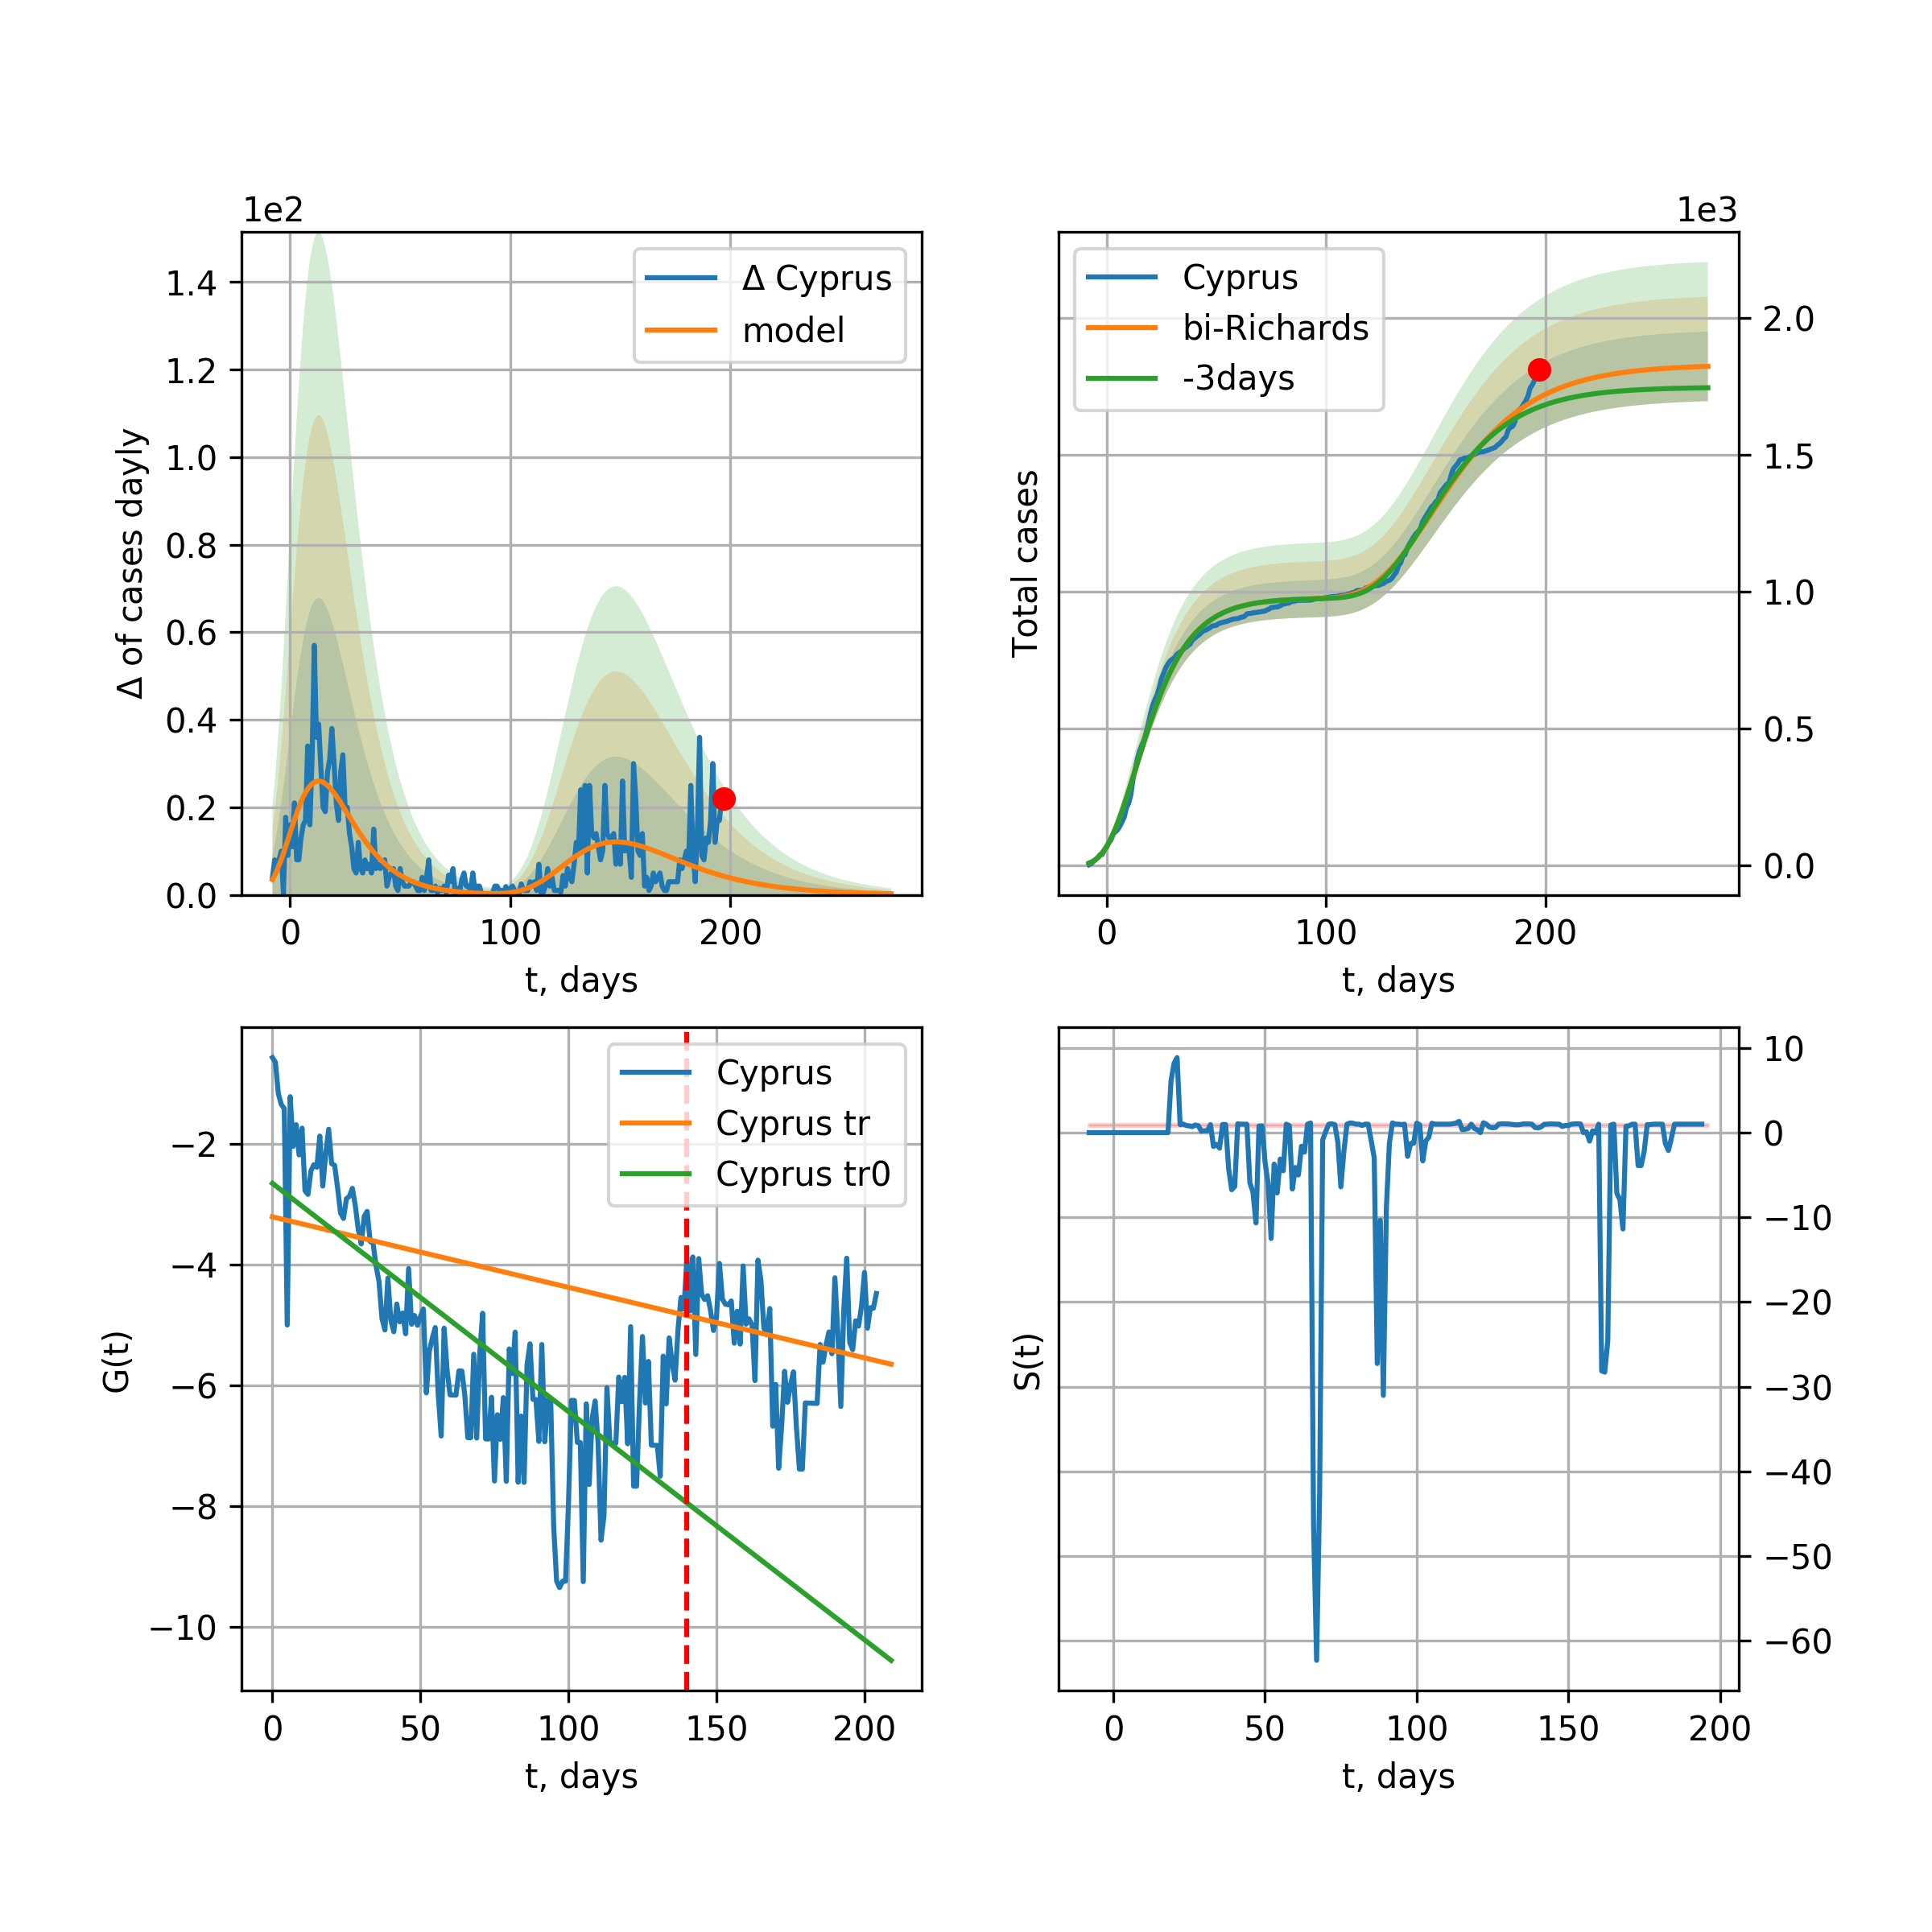 1e2
Δ of cases dayly
1.4
1.2
1.0
0.8
0.6
0.4
0.2
0.0
Δ Cyprus
model
0 100 200
t, days
1e3
Total cases
Cyprus
bi-Richards
-3days
2.0
1.5
1.0
0.5
0.0
0 100 200
t, days
G(t)
−2
−4
−6
−8
−10
Cyprus
Cyprus tr
Cyprus tr0
0 50 100 150 200
t, days
S(t)
10
0
−10
−20
−30
−40
−50
−60
0 50 100 150 200
t, days